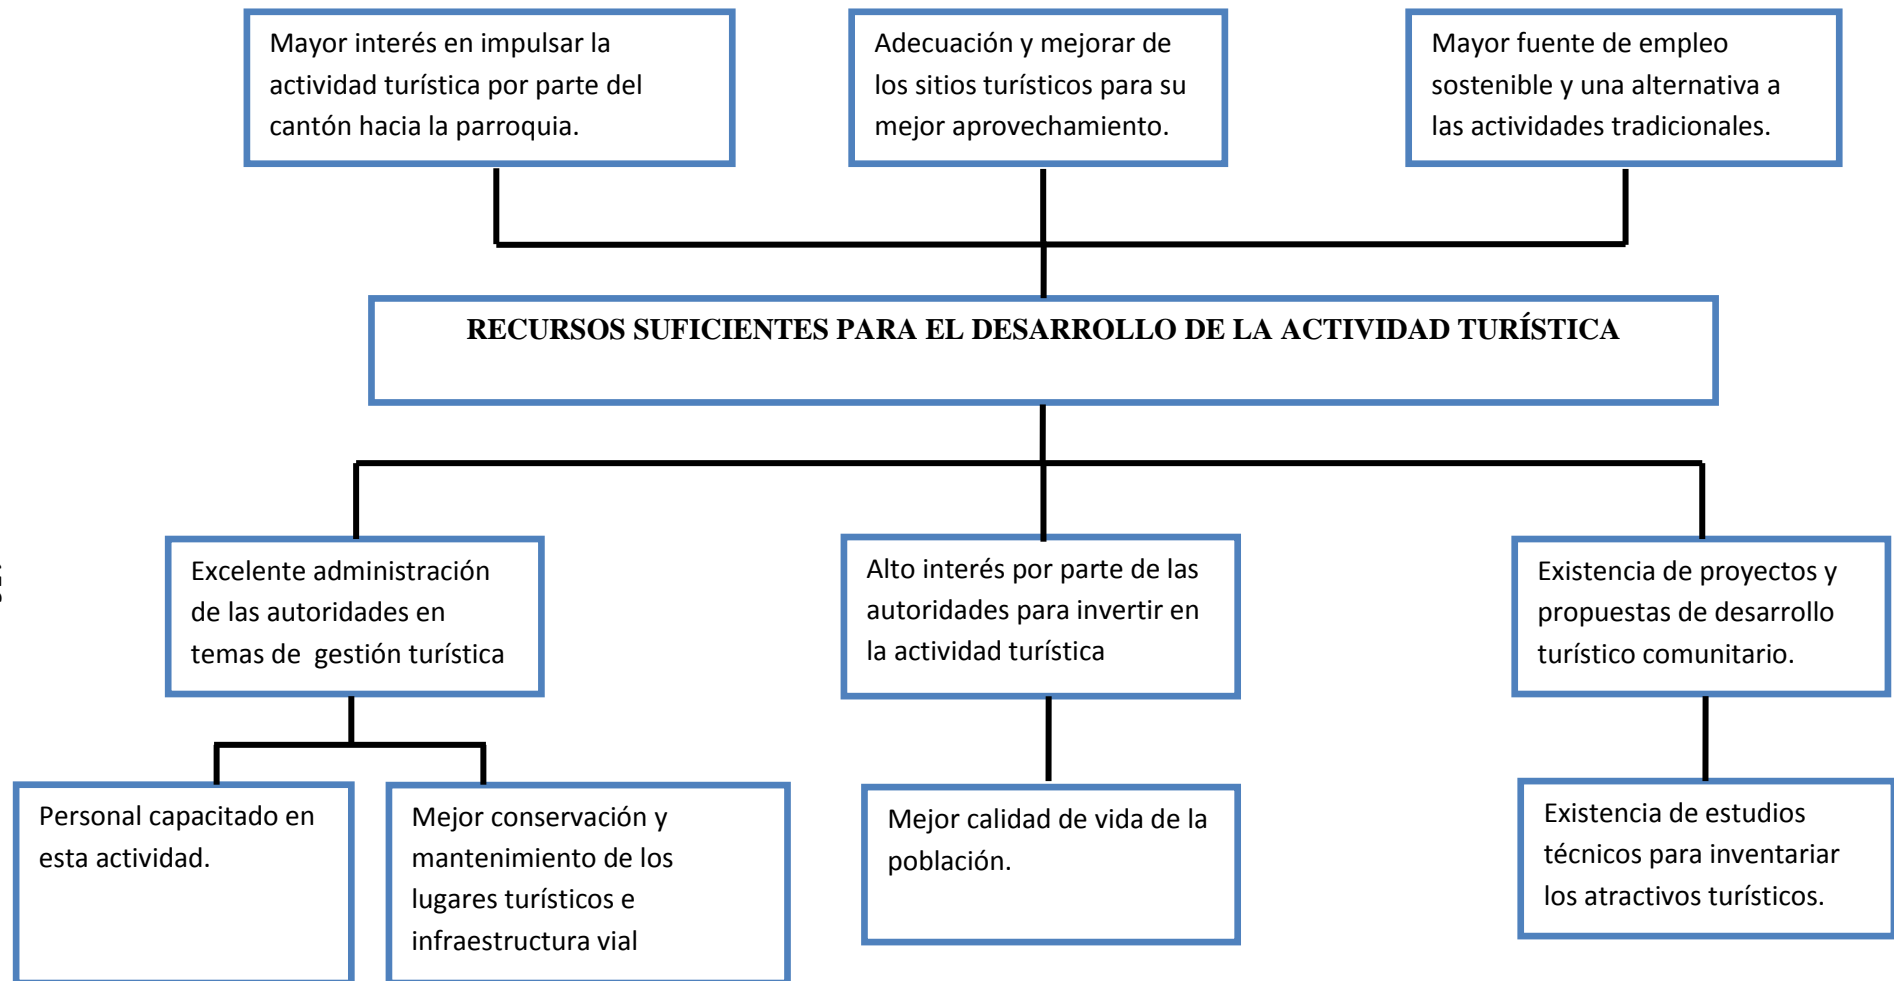 Mayor interés en impulsar la
actividad turística por parte del
cantón hacia la parroquia.
Adecuación y mejorar de
los sitios turísticos para su
mejor aprovechamiento.
Mayor fuente de empleo
sostenible y una alternativa a
las actividades tradicionales.
RECURSOS SUFICIENTES PARA EL DESARROLLO DE LA ACTIVIDAD TURÍSTICA
Excelente administración
de las autoridades en
temas de  gestión turística
Alto interés por parte de las
autoridades para invertir en
la actividad turística
Existencia de proyectos y
propuestas de desarrollo
turístico comunitario.
Personal capacitado en
esta actividad.
Mejor conservación y
mantenimiento de los
lugares turísticos e
infraestructura vial
Mejor calidad de vida de la
población.
Existencia de estudios
técnicos para inventariar
los atractivos turísticos.